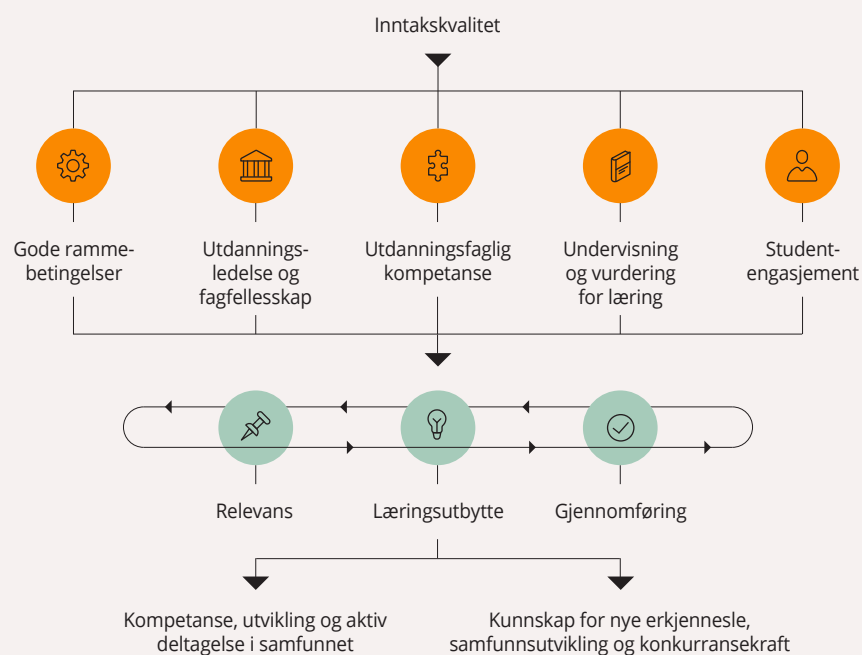 Inntakskvalitet
Gode ramme-
betingelser
Utdannings-
ledelse og
fagfellesskap
Utdanningsfaglig
kompetanse
Undervisning
og vurdering
for læring
Student-
engasjement
Relevans
Læringsutbytte
Gjennomføring
Kompetanse, utvikling og aktiv
deltagelse i samfunnet
Kunnskap for nye erkjennesle,
samfunnsutvikling og konkurransekraft